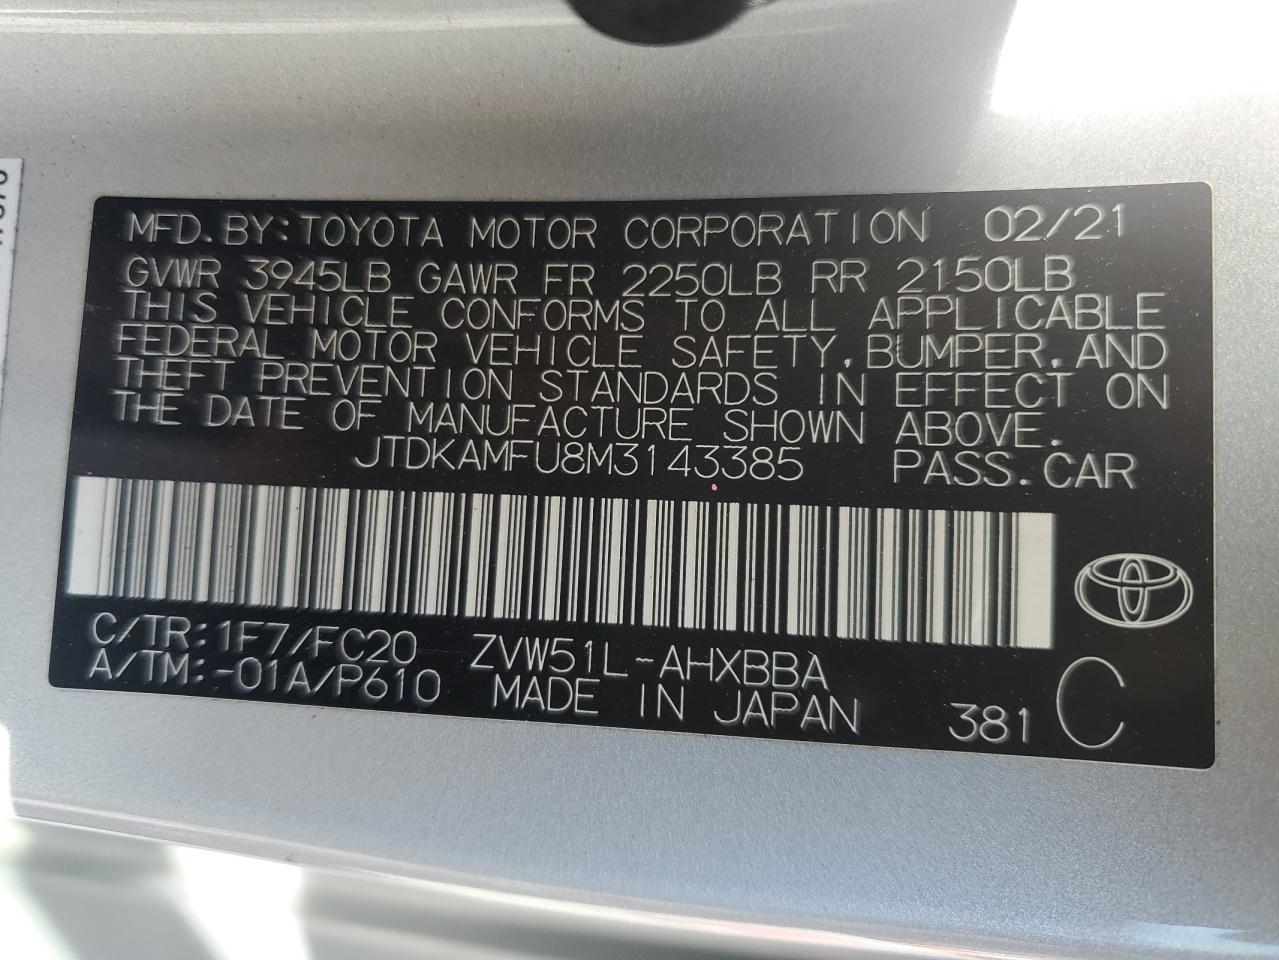 MFD. BY: TOYOTA MOTOR CORPORATION 02/21
GVWR 3945LB GAWR FR 2250LB RR 2150LB
THIS VEHICLE CONFORMS TO ALL APPLICABLE
FEDERAL MOTOR VEHICLE SAFETY, BUMPER, AND
THEFT PREVENTION STANDARDS IN EFFECT ON
THE DATE OF MANUFACTURE SHOWN ABOVE.
JTDKAMFU8M3143385 PASS. CAR
C/TR: 1F7/FC20 ZVW51L-AHXBBA
A/TM: -01A/P610 MADE IN JAPAN 381 C